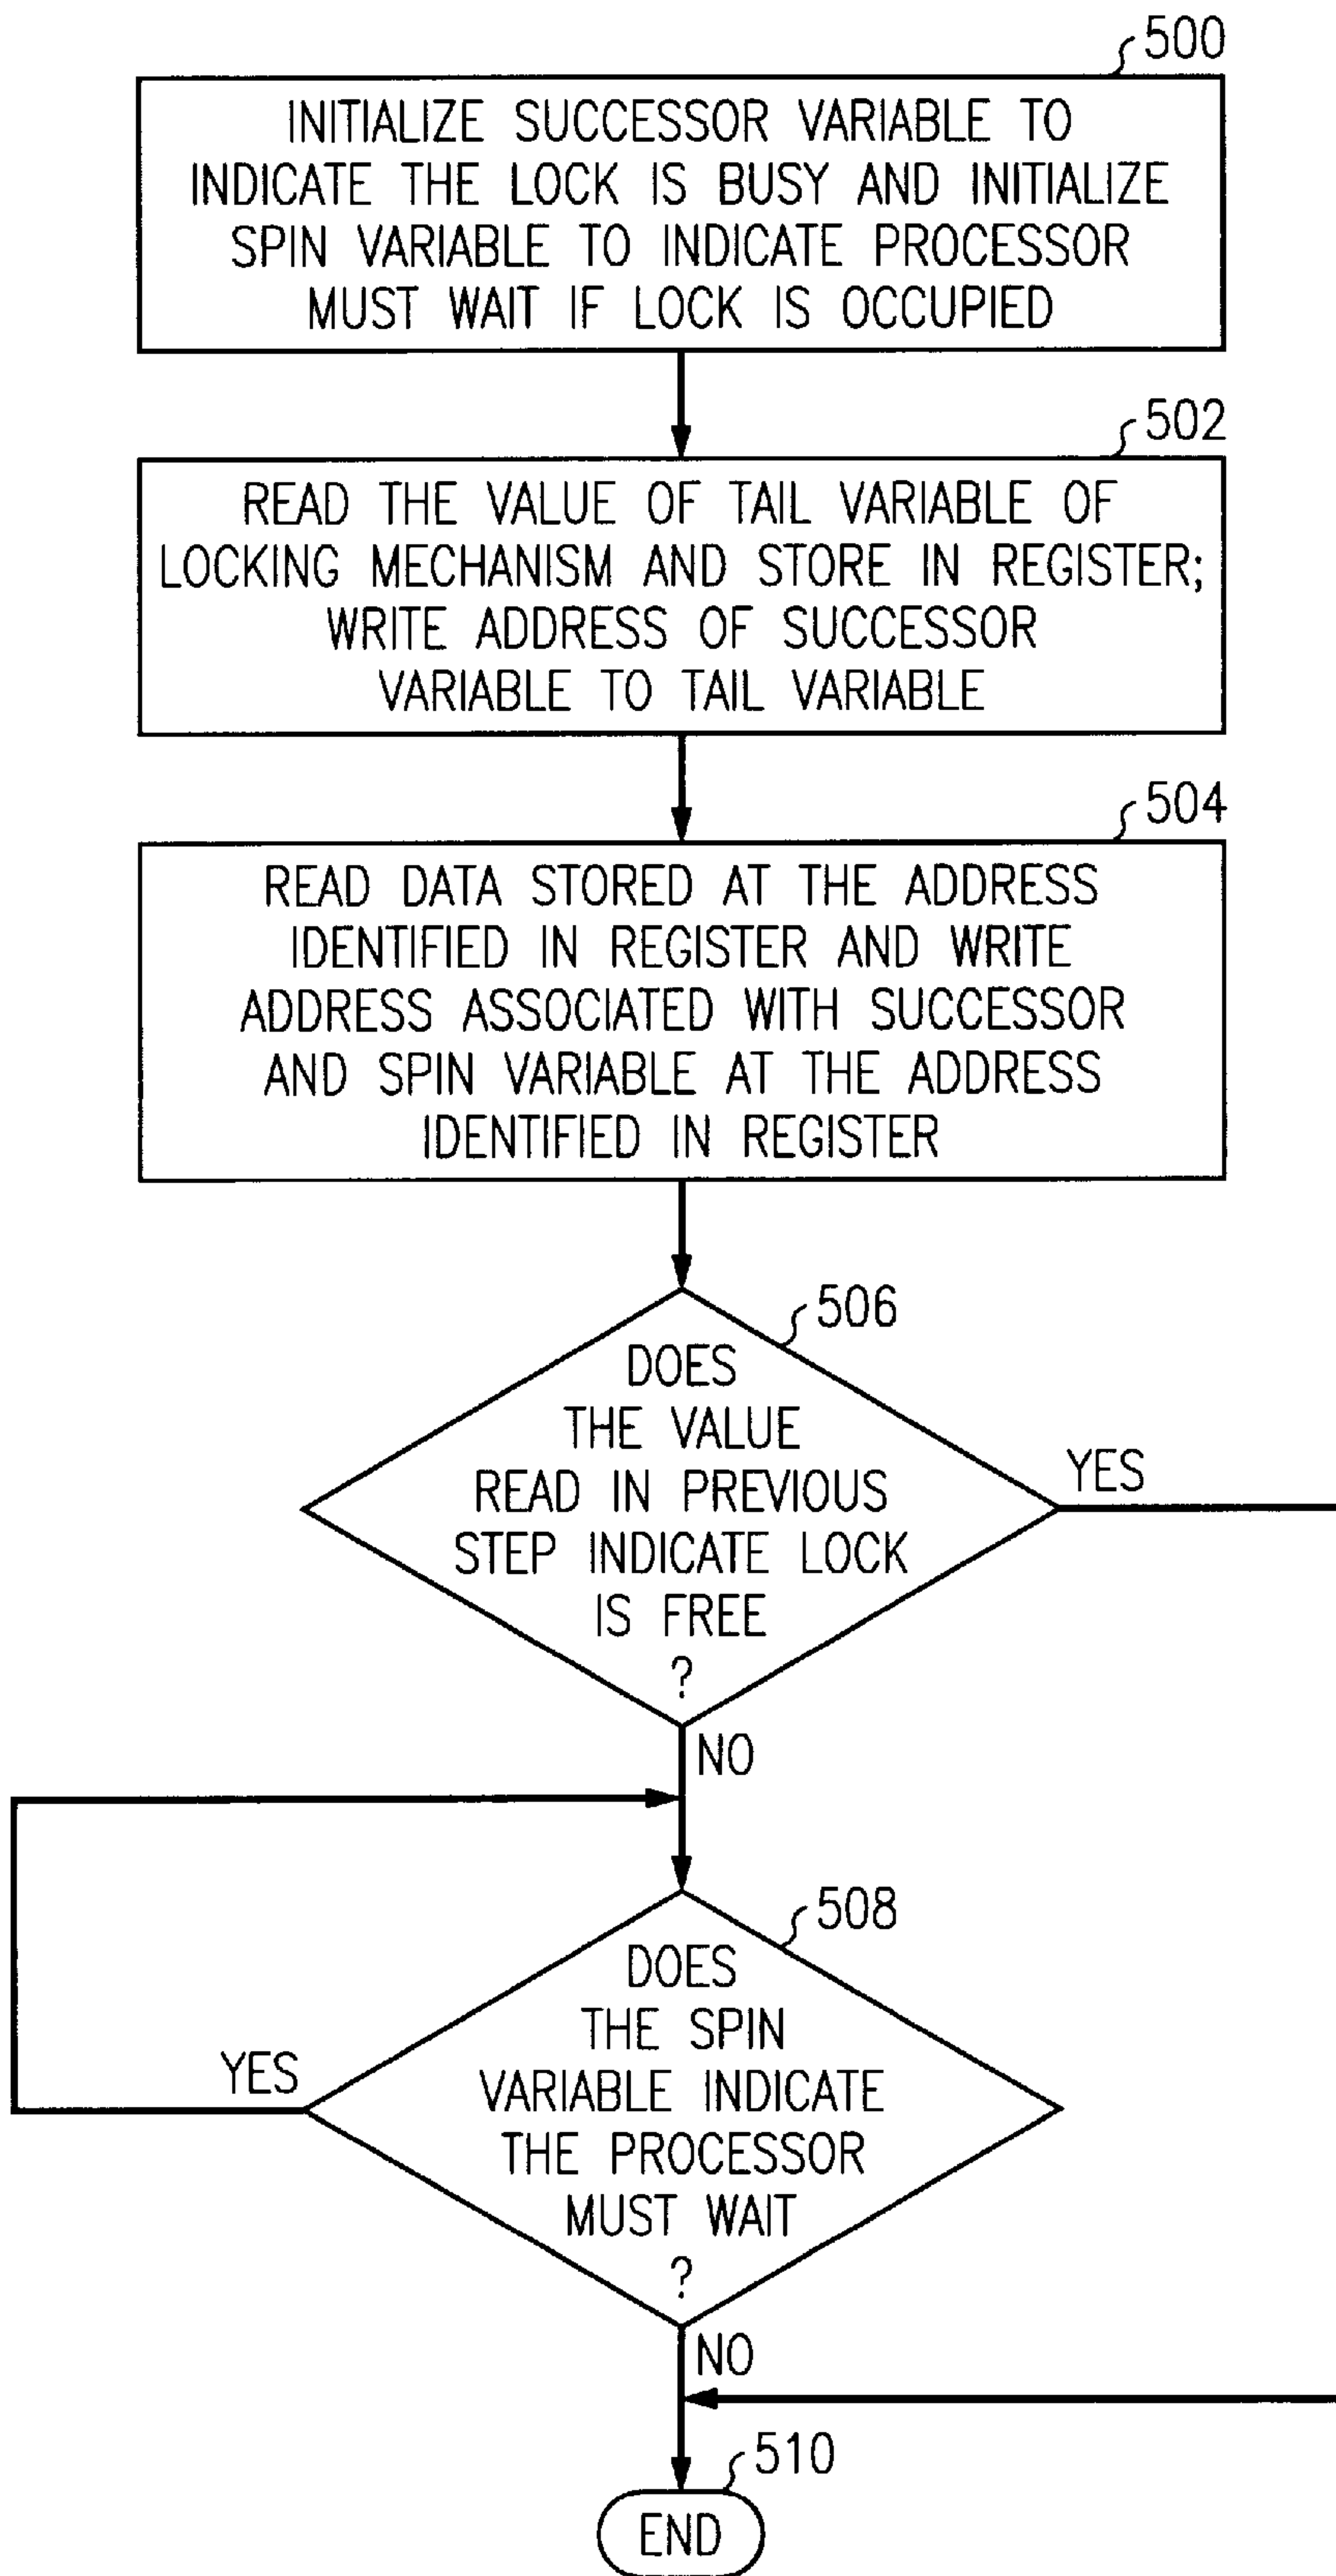 500
INITIALIZE SUCCESSOR VARIABLE TO
INDICATE THE LOCK IS BUSY AND INITIALIZE
SPIN VARIABLE TO INDICATE PROCESSOR
MUST WAIT IF LOCK IS OCCUPIED
502
READ THE VALUE OF TAIL VARIABLE OF
LOCKING MECHANISM AND STORE IN REGISTER;
WRITE ADDRESS OF SUCCESSOR
VARIABLE TO TAIL VARIABLE
504
READ DATA STORED AT THE ADDRESS
IDENTIFIED IN REGISTER AND WRITE
ADDRESS ASSOCIATED WITH SUCCESSOR
AND SPIN VARIABLE AT THE ADDRESS
IDENTIFIED IN REGISTER
506
DOES
THE VALUE
READ IN PREVIOUS
STEP INDICATE LOCK
IS FREE
?
YES
NO
508
DOES
THE SPIN
VARIABLE INDICATE
THE PROCESSOR
MUST WAIT
?
YES
NO
510
END